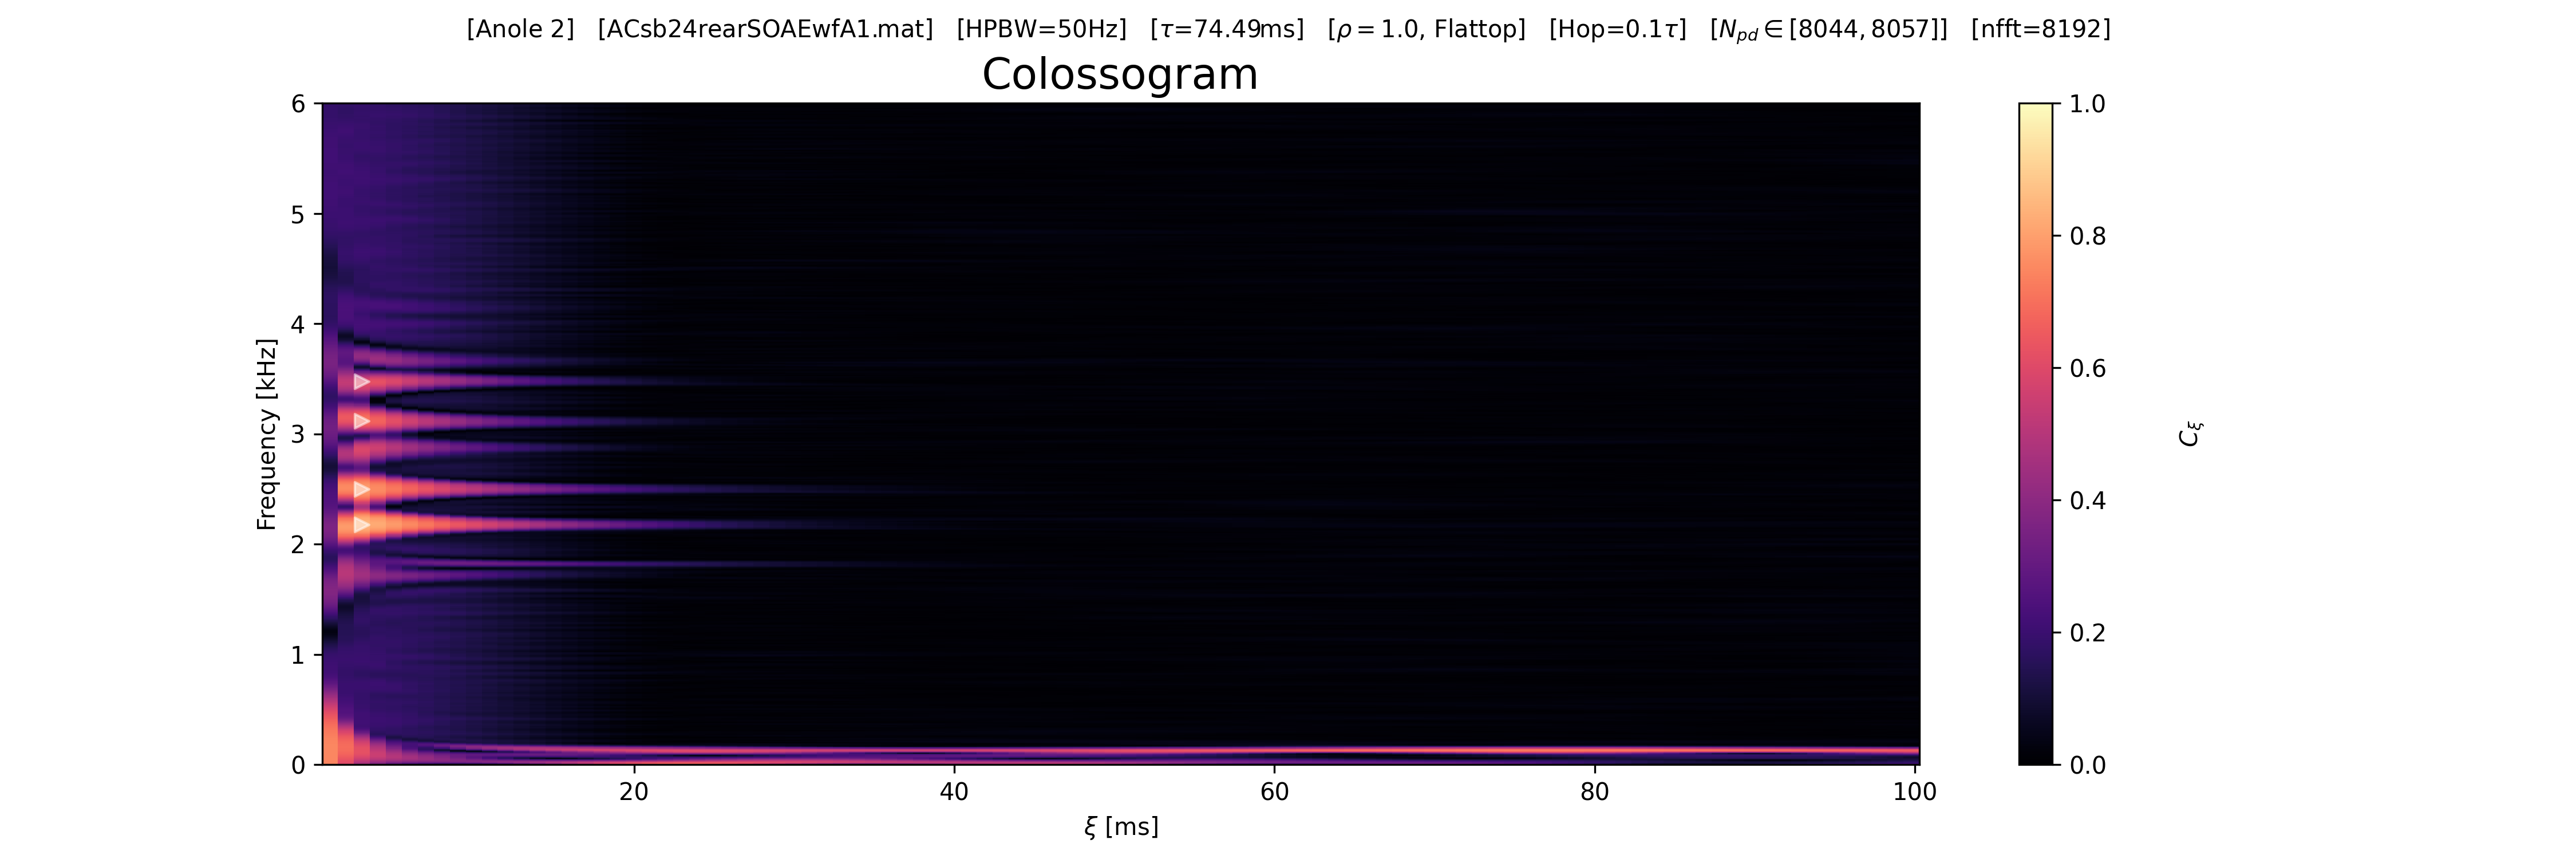 [Anole 2]   [ACsb24rearSOAEwfA1.mat]   [HPBW=50Hz]   [τ=74.49ms]   [ρ = 1.0, Flattop]   [Hop=0.1τ]   [N_pd ∈ [8044, 8057]]   [nfft=8192]
Colossogram
6
5
4
3
2
1
0
Frequency [kHz]
20 40 60 80 100
ξ [ms]
1.0
0.8
0.6
0.4
0.2
0.0
C_ξ